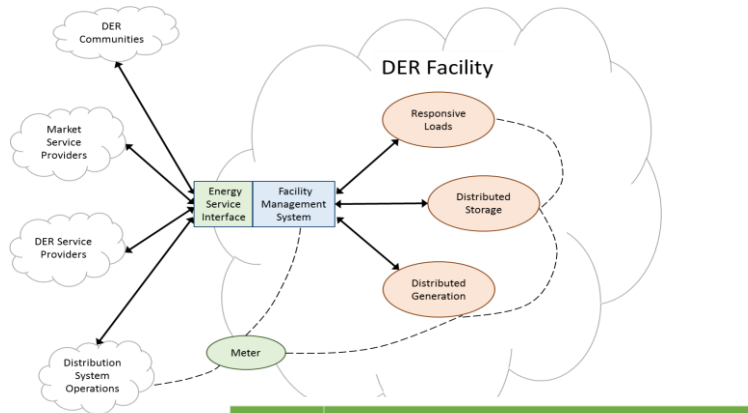 DER
Communities
DER Facility
Responsive
Loads
Market
Service
Providers
Energy
Service
Interface
Facility
Management
System
Distributed
Storage
DER Service
Providers
Distributed
Generation
Meter
Distribution
System
Operations